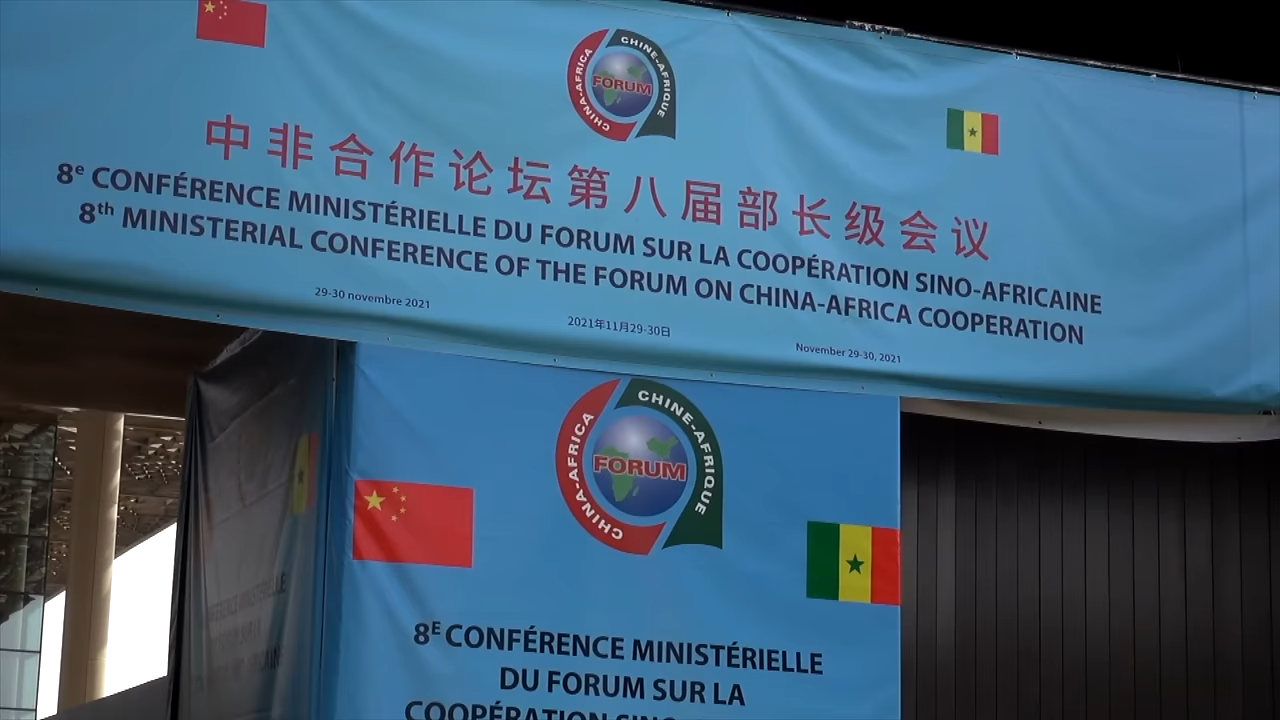 CHINA-AFRICA
CHINE-AFRIQUE
FORUM
中非合作论坛第八届部长级会议
8e CONFÉRENCE MINISTÉRIELLE DU FORUM SUR LA COOPÉRATION SINO-AFRICAINE
8th MINISTERIAL CONFERENCE OF THE FORUM ON CHINA-AFRICA COOPERATION
29-30 novembre 2021
2021年11月29-30日
November 29-30, 2021
CHINA-AFRICA
CHINE-AFRIQUE
FORUM
8E CONFÉRENCE MINISTÉRIELLE
DU FORUM SUR LA
COOPÉRATION